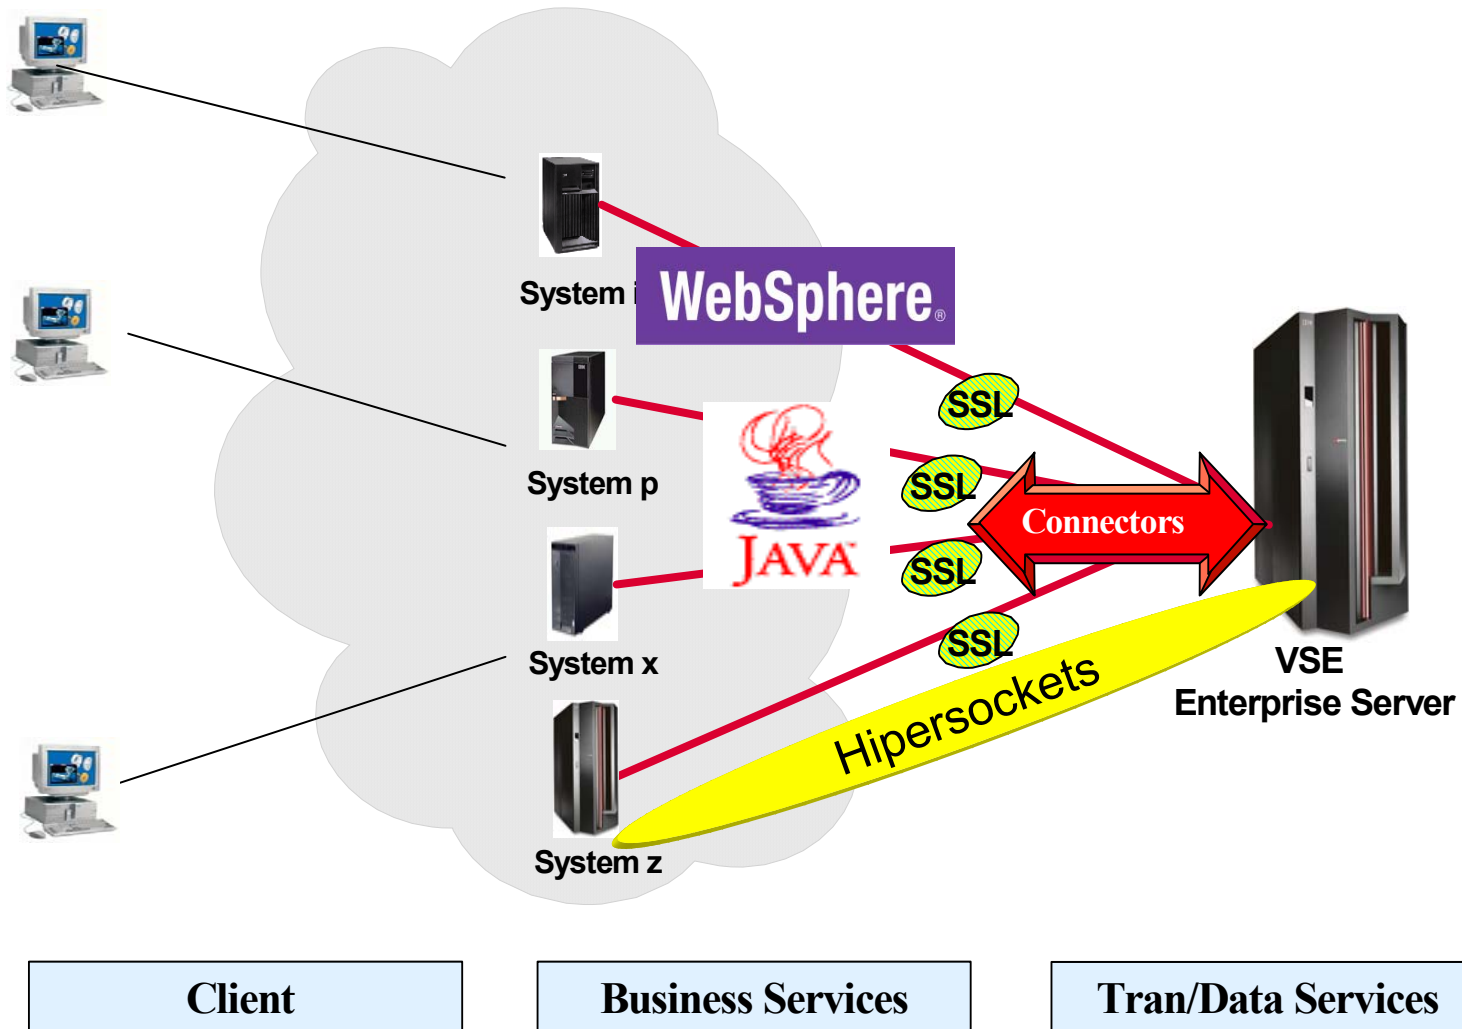 System i
WebSphere®
SSL
System p
SSL
JAVA™
Connectors
SSL
System x
SSL
Hipersockets
VSE
Enterprise Server
System z
Client
Business Services
Tran/Data Services